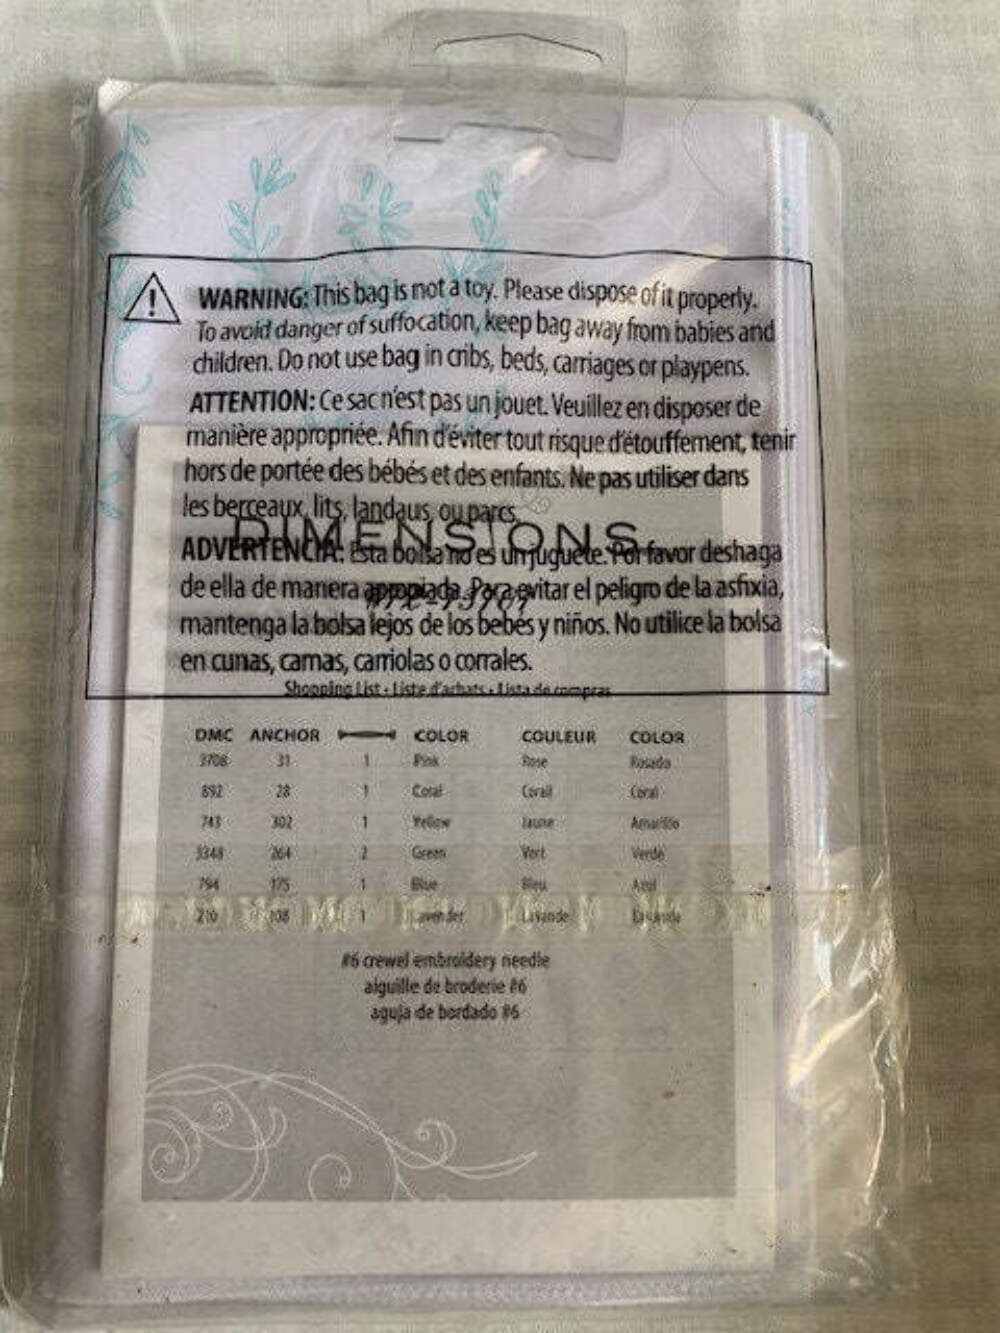 WARNING: This bag is not a toy. Please dispose of it properly.
To avoid danger of suffocation, keep bag away from babies and
children. Do not use bag in cribs, beds, carriages or playpens.
ATTENTION: Ce sac n'est pas un jouet. Veuillez en disposer de
manière appropriée. Afin d'éviter tout risque d'étouffement, tenir
hors de portée des bébés et des enfants. Ne pas utiliser dans
les berceaux, lits, landaus, ou parcs.
DIMENSIONS
ADVERTENCIA: Esta bolsa no es un juguete. Por favor deshaga
de ella de manera apropiada. Para evitar el peligro de la asfixia,
mantenga la bolsa lejos de los bebés y niños. No utilice la bolsa
en cunas, camas, carriolas o corrales.
Shopping List • Liste d'achats • Lista de compras
DMC ANCHOR COLOR COULEUR COLOR
3708 31 1 Pink Rose Rosado
892 28 1 Coral Corail Coral
743 302 1 Yellow Jaune Amarillo
3348 264 2 Green Vert Verde
794 175 1 Blue Bleu Azul
210 108 1 Lavender Lavande Lavanda
#6 crewel embroidery needle
aiguille de broderie #6
aguja de bordado #6